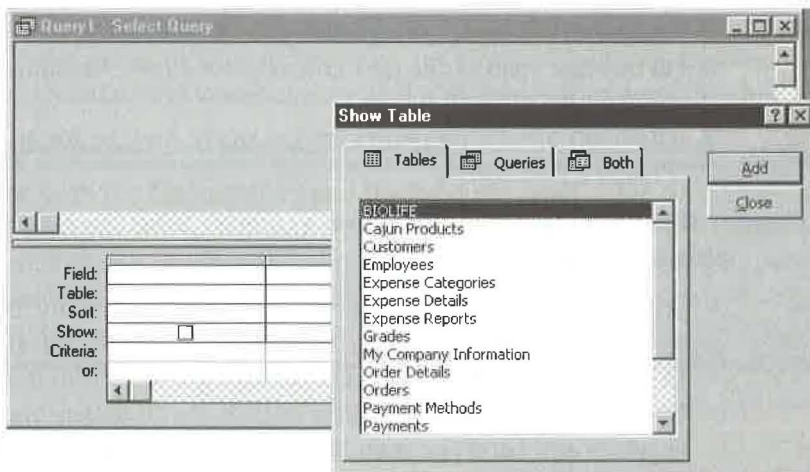 Query1 : Select Query
Show Table
Tables
Queries
Both
Add
Close
BIOLIFE
Cajun Products
Customers
Employees
Expense Categories
Expense Details
Expense Reports
Grades
My Company Information
Order Details
Orders
Payment Methods
Payments
Field:
Table:
Sort:
Show:
Criteria:
or: